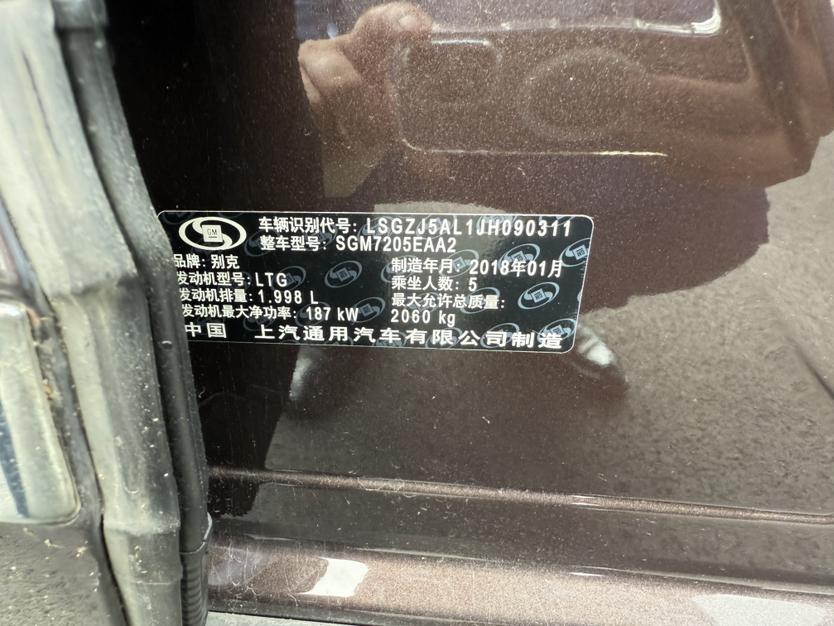 GM
车辆识别代号: LSGZJ5AL1JH090311
整车型号: SGM7205EAA2
品牌: 别克
制造年月: 2018年01月
发动机型号: LTG
乘坐人数: 5
发动机排量: 1.998 L
最大允许总质量:
发动机最大净功率: 187 kW
2060 kg
中国 上汽通用汽车有限公司制造